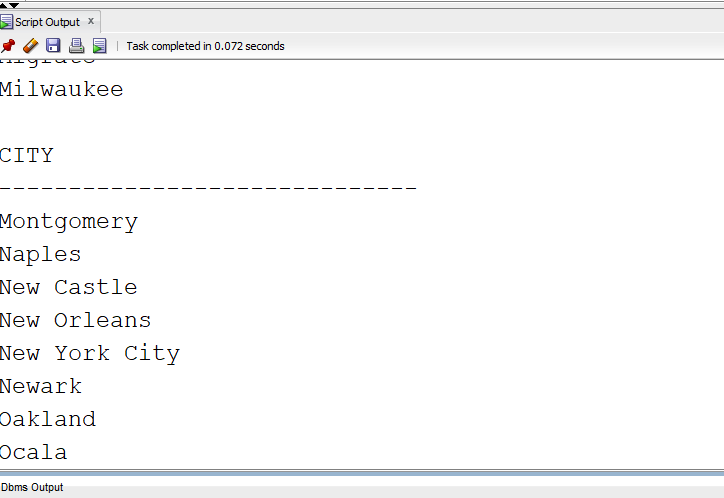 Script Output x
Task completed in 0.072 seconds
Milwaukee
CITY
------------------------------
Montgomery
Naples
New Castle
New Orleans
New York City
Newark
Oakland
Ocala
Dbms Output